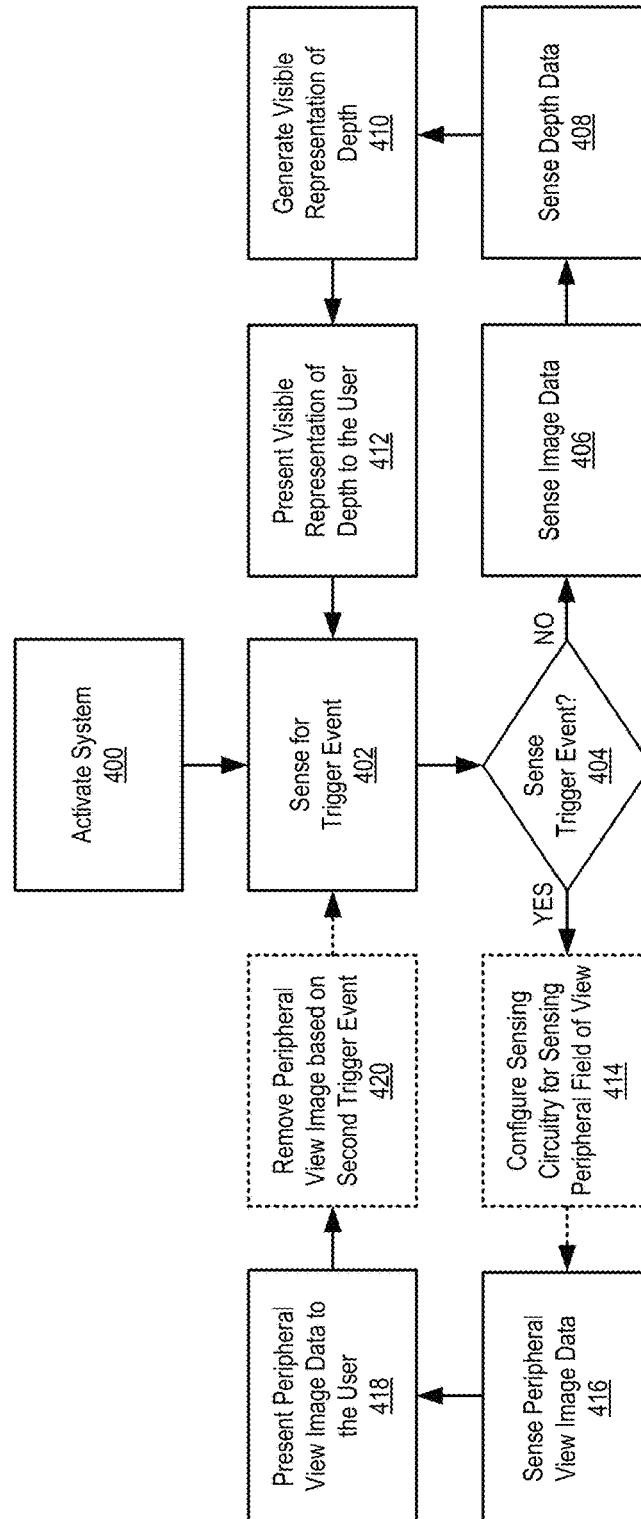 Activate System
400
Present Peripheral
View Image Data to
the User
418
Remove Peripheral
View Image based on
Second Trigger Event
420
Sense for
Trigger Event
402
Present Visible
Representation of
Depth to the User
412
Generate Visible
Representation of
Depth
410
Sense Peripheral
View Image Data
416
Configure Sensing
Circuitry for Sensing
Peripheral Field of View
414
YES
Sense
Trigger Event?
404
NO
Sense Image Data
406
Sense Depth Data
408